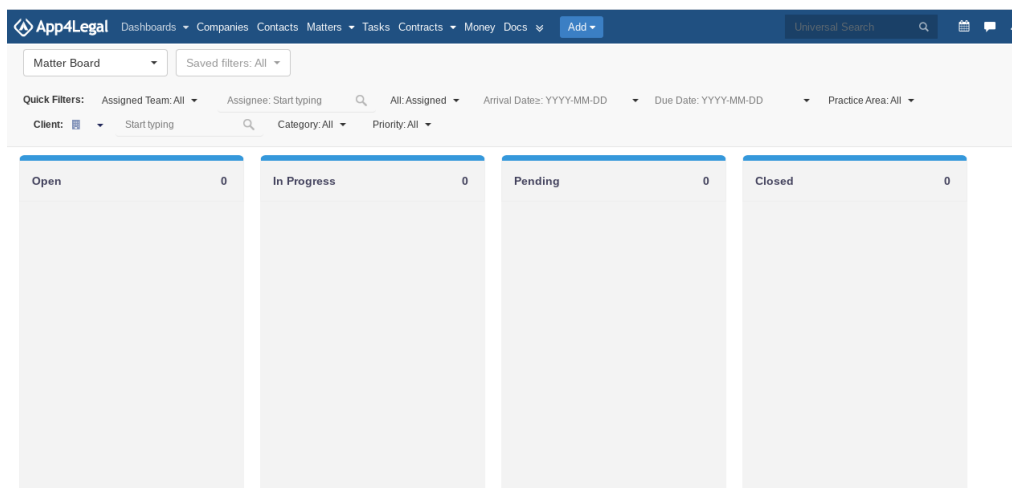 App4Legal Dashboards Companies Contacts Matters Tasks Contracts Money Docs Add Universal Search
Matter Board Saved filters: All
Quick Filters: Assigned Team: All Assignee: Start typing All: Assigned Arrival Date≥: YYYY-MM-DD Due Date: YYYY-MM-DD Practice Area: All
Client: Start typing Category: All Priority: All
Open 0 In Progress 0 Pending 0 Closed 0